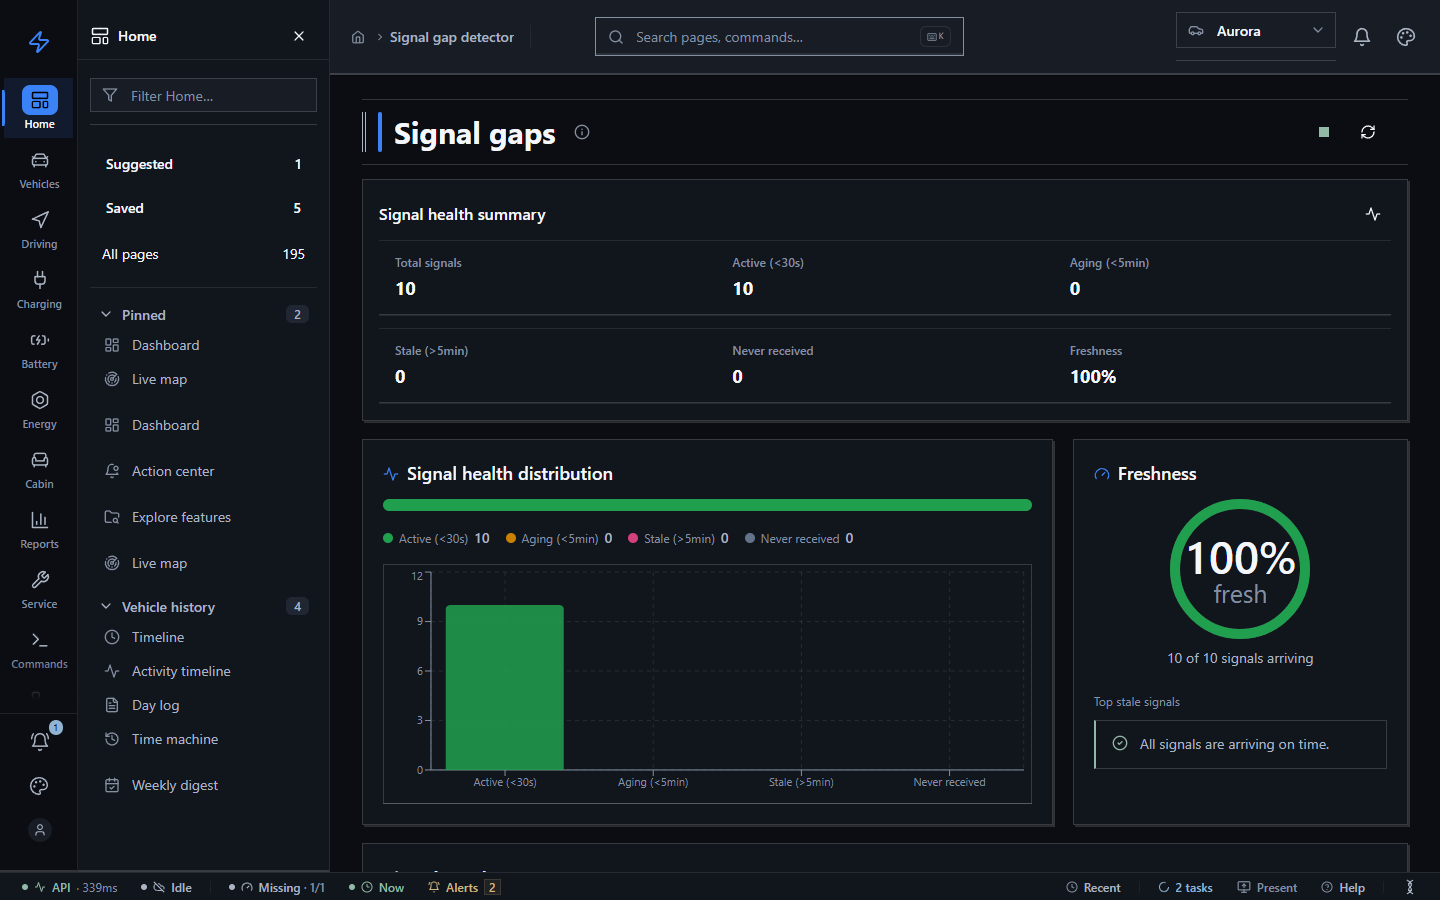 Home
Vehicles
Driving
Charging
Battery
Energy
Cabin
Reports
Service
Commands
1
Home
Filter Home...
Suggested 1
Saved 5
All pages 195
Pinned 2
Dashboard
Live map
Dashboard
Action center
Explore features
Live map
Vehicle history 4
Timeline
Activity timeline
Day log
Time machine
Weekly digest
Signal gap detector
Search pages, commands...
K
Aurora
Signal gaps
Signal health summary
Total signals Active (<30s) Aging (<5min)
10 10 0
Stale (>5min) Never received Freshness
0 0 100%
Signal health distribution
Active (<30s) 10 Aging (<5min) 0 Stale (>5min) 0 Never received 0
12
9
6
3
0
Active (<30s) Aging (<5min) Stale (>5min) Never received
Freshness
100%
fresh
10 of 10 signals arriving
Top stale signals
All signals are arriving on time.
API · 339ms Idle Missing · 1/1 Now Alerts 2 Recent 2 tasks Present Help